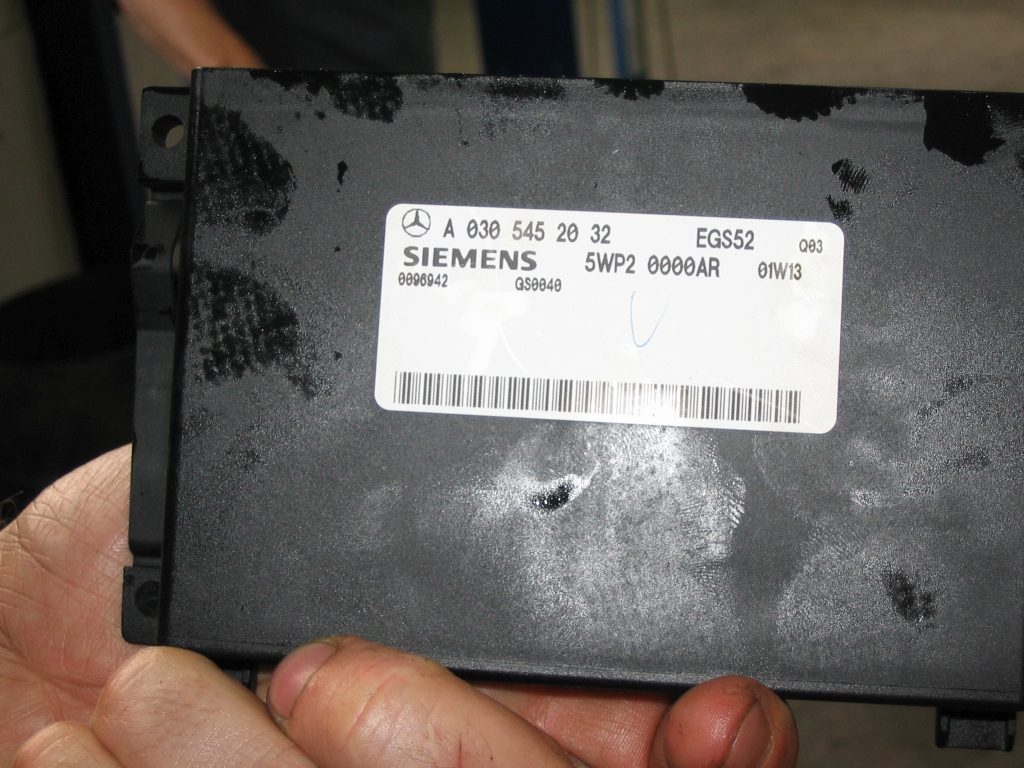 A 030 545 20 32 EGS52 Q03
SIEMENS 5WP2 0000AR 01W13
0096942 QS0040